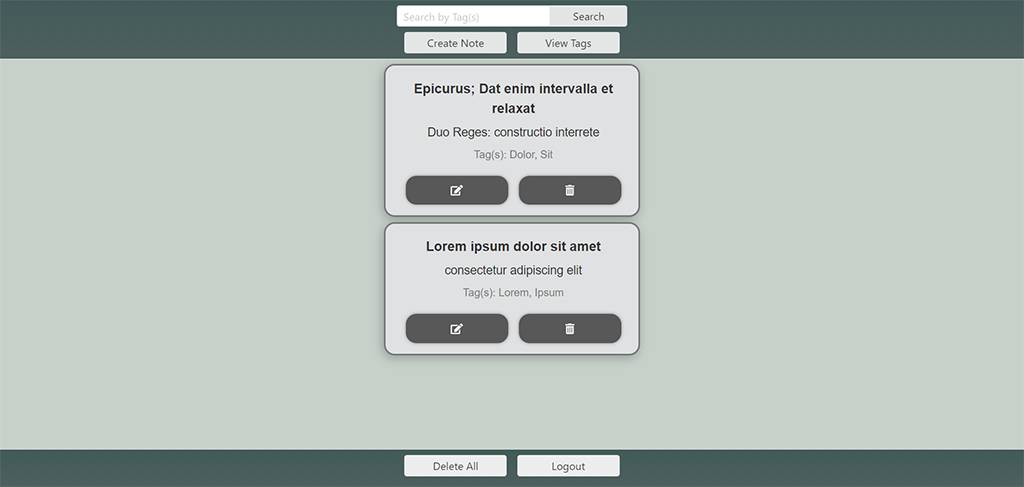 Search by Tag(s)
Search
Create Note
View Tags
Epicurus; Dat enim intervalla et
relaxat
Duo Reges: constructio interrete
Tag(s): Dolor, Sit
Lorem ipsum dolor sit amet
consectetur adipiscing elit
Tag(s): Lorem, Ipsum
Delete All
Logout